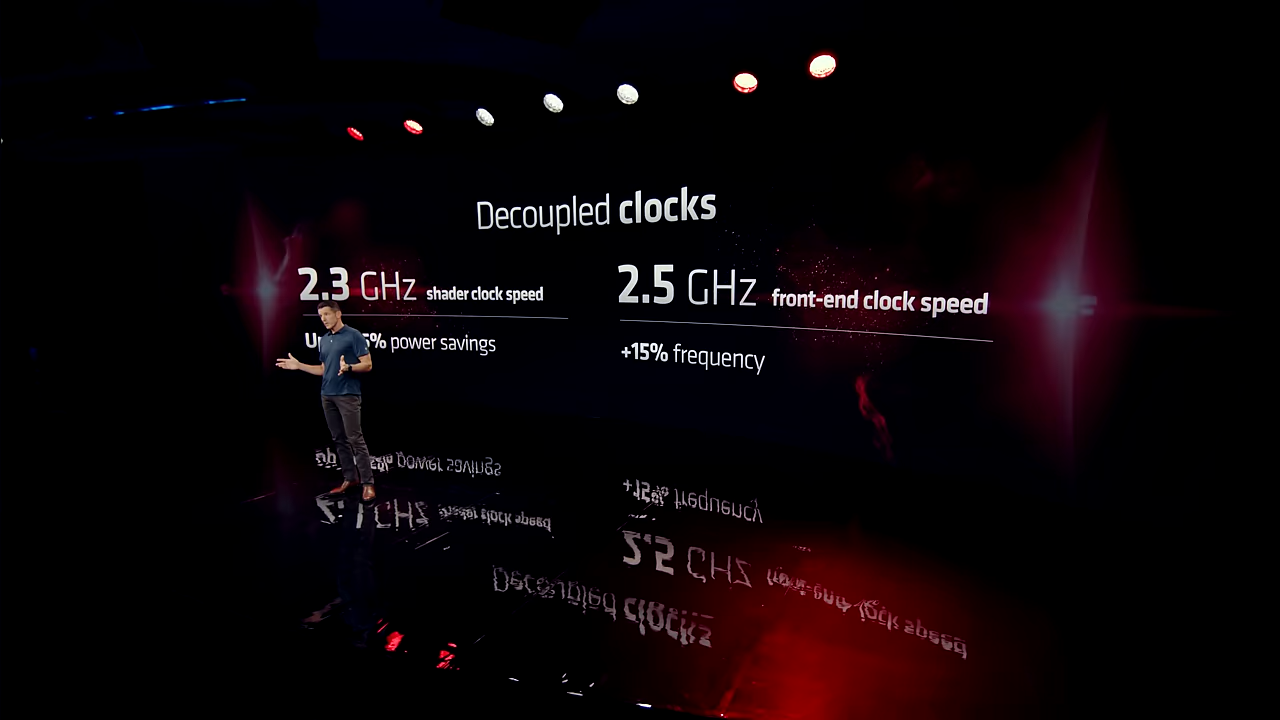 Decoupled clocks
2.3 GHz shader clock speed
5% power savings
2.5 GHz front-end clock speed
+15% frequency